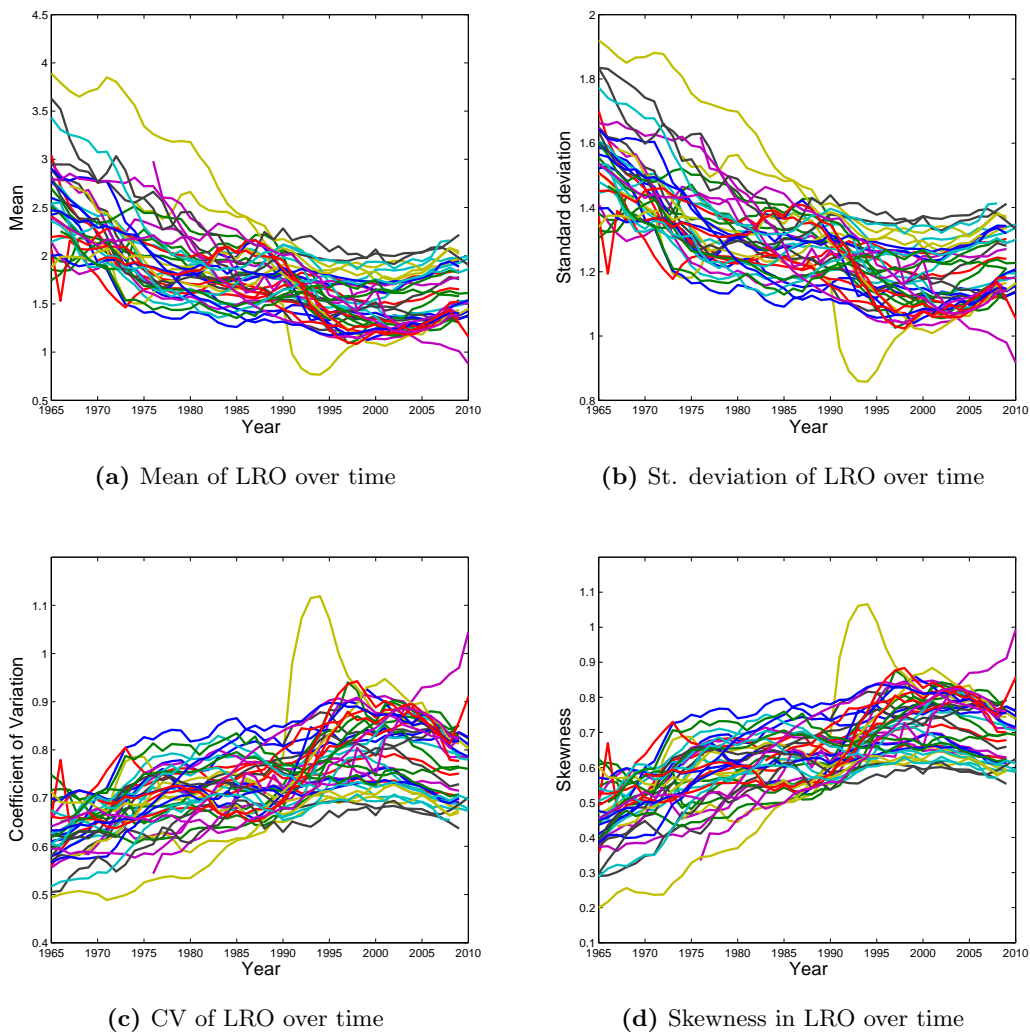 4.5
4
3.5
3
2.5
2
1.5
1
0.5
Mean
1965 1970 1975 1980 1985 1990 1995 2000 2005 2010
Year
(a) Mean of LRO over time
2
1.8
1.6
1.4
1.2
1
0.8
Standard deviation
1965 1970 1975 1980 1985 1990 1995 2000 2005 2010
Year
(b) St. deviation of LRO over time
1.1
1
0.9
0.8
0.7
0.6
0.5
0.4
Coefficient of Variation
1965 1970 1975 1980 1985 1990 1995 2000 2005 2010
Year
(c) CV of LRO over time
1.1
1
0.9
0.8
0.7
0.6
0.5
0.4
0.3
0.2
0.1
Skewness
1965 1970 1975 1980 1985 1990 1995 2000 2005 2010
Year
(d) Skewness in LRO over time